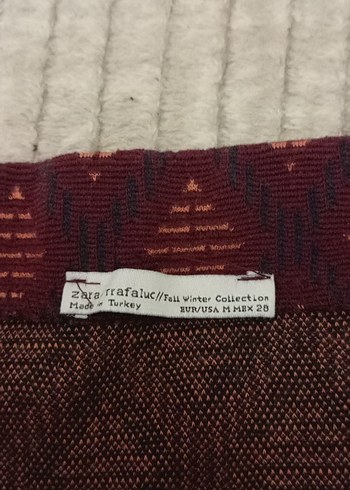 zara trafaluc//Fall Winter Collection
Made in Turkey
EUR/USA M MEX 28